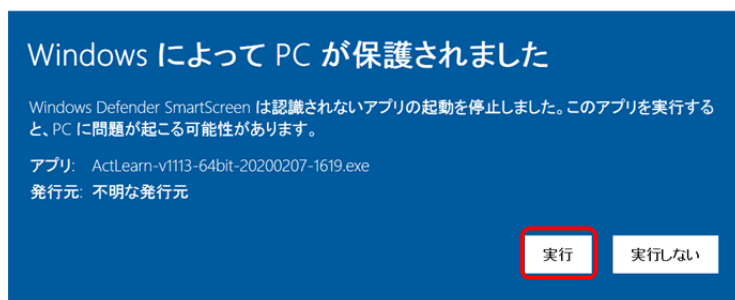 Windows によって PC が保護されました
Windows Defender SmartScreen は認識されないアプリの起動を停止しました。このアプリを実行する
と、PC に問題が起こる可能性があります。
アプリ: ActLearn-v1113-64bit-20200207-1619.exe
発行元: 不明な発行元
実行 実行しない